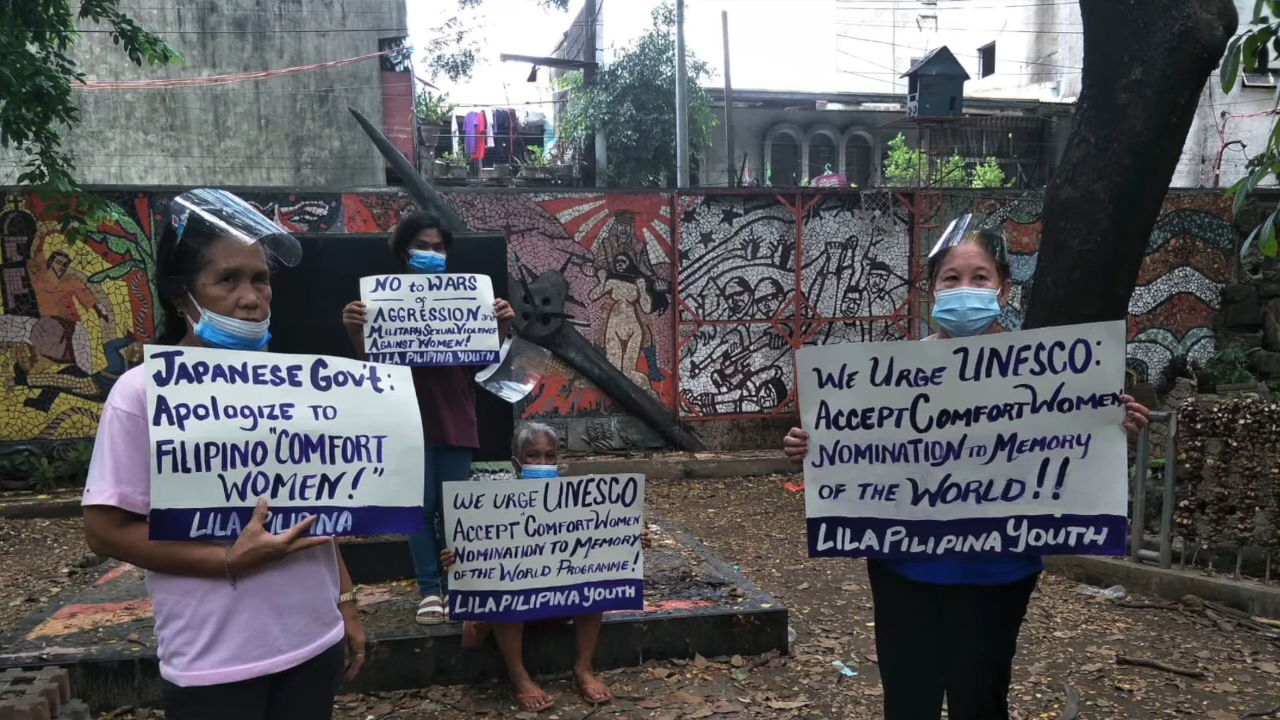 JAPANESE GOV'T:
APOLOGIZE TO
FILIPINO "COMFORT
WOMEN!"
LILA PILIPINA
NO TO WARS
OF
AGGRESSION and
MILITARY SEXUAL VIOLENCE
AGAINST WOMEN!
LILA PILIPINA YOUTH
WE URGE UNESCO
ACCEPT "COMFORT WOMEN
NOMINATION TO MEMORY
OF THE WORLD PROGRAMME!
LILA PILIPINA YOUTH
WE URGE UNESCO:
ACCEPT COMFORT WOMEN
NOMINATION TO MEMORY
OF THE WORLD!!
LILA PILIPINA YOUTH